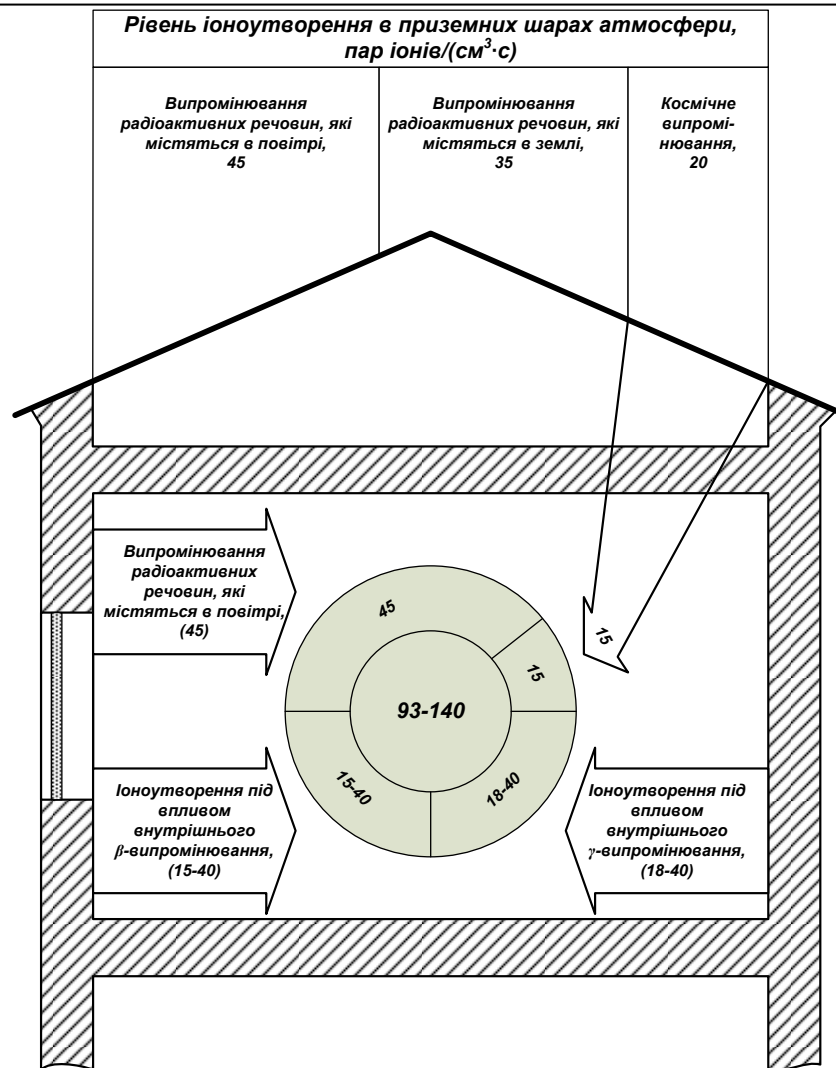 Рівень іоноутворення в приземних шарах атмосфери,
пар іонів/(см³·с)
Випромінювання
радіоактивних речовин, які
містяться в повітрі,
45
Випромінювання
радіоактивних речовин, які
містяться в землі,
35
Космічне
випромі-
нювання,
20
Випромінювання
радіоактивних
речовин, які
містяться в повітрі,
(45)
45
15
15
93-140
15-40
18-40
Іоноутворення під
впливом
внутрішнього
β-випромінювання,
(15-40)
Іоноутворення під
впливом
внутрішнього
γ-випромінювання,
(18-40)